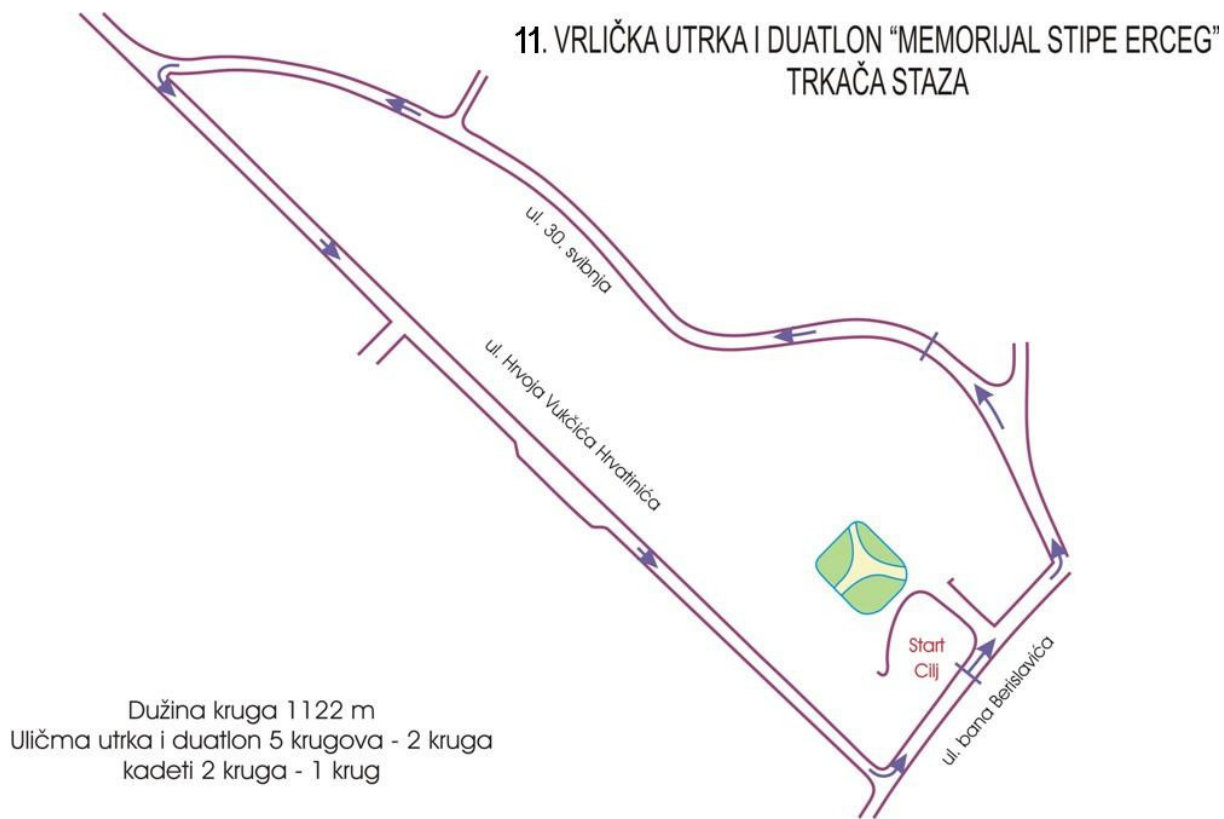 11. VRLIČKA UTRKA I DUATLON “MEMORIJAL STIPE ERCEG”
TRKAČA STAZA
ul. 30. svibnja
ul. Hrvoja Vukčića Hrvatinića
Start
Cilj
ul. bana Berislavića
Dužina kruga 1122 m
Uličma utrka i duatlon 5 krugova - 2 kruga
kadeti 2 kruga - 1 krug